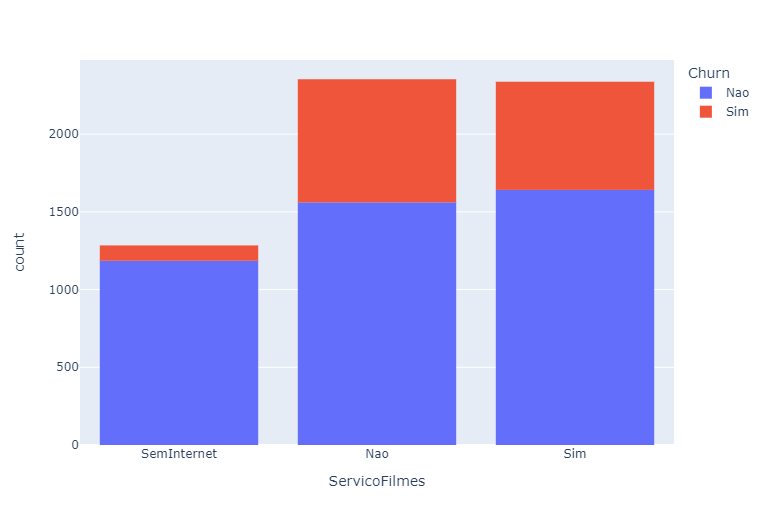 Churn
Nao
Sim
2000
1500
1000
500
0
count
SemInternet
Nao
Sim
ServicoFilmes